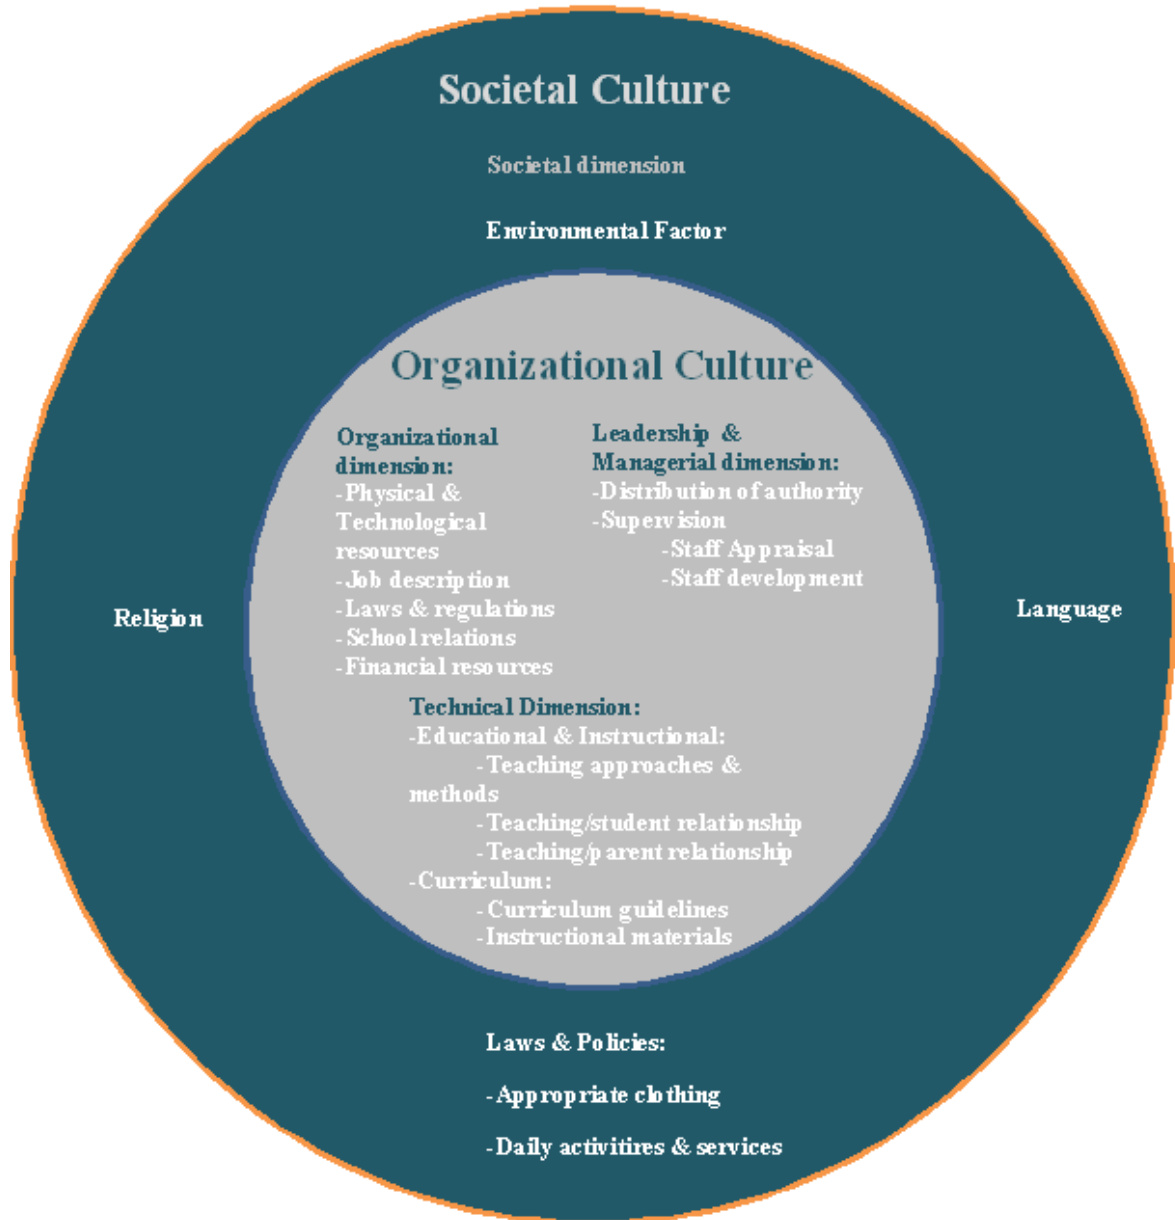 Societal Culture
Societal dimension
Environmental Factor
Organizational Culture
Organizational
dimension:
-Physical &
Technological
resources
-Job description
-Laws & regulations
-School relations
-Financial resources
Leadership &
Managerial dimension:
-Distribution of authority
-Supervision
-Staff Appraisal
-Staff development
Religion
Language
Technical Dimension:
-Educational & Instructional:
-Teaching approaches &
methods
-Teaching/student relationship
-Teaching/parent relationship
-Curriculum:
-Curriculum guidelines
-Instructional materials
Laws & Policies:
-Appropriate clothing
-Daily activitires & services